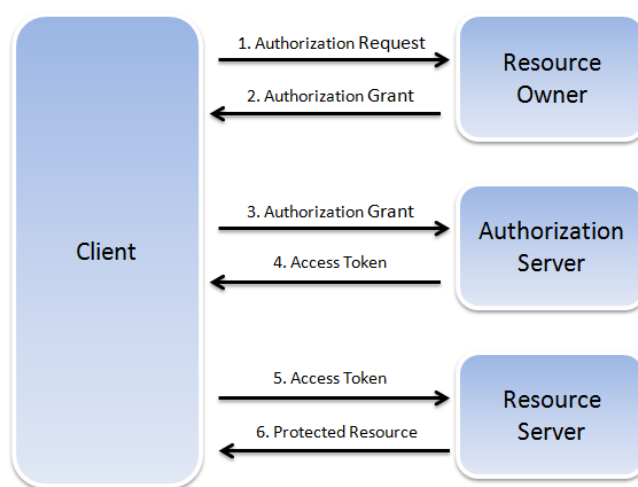 1. Authorization Request
Resource
Owner
2. Authorization Grant
3. Authorization Grant
Authorization
Server
Client
4. Access Token
5. Access Token
Resource
Server
6. Protected Resource